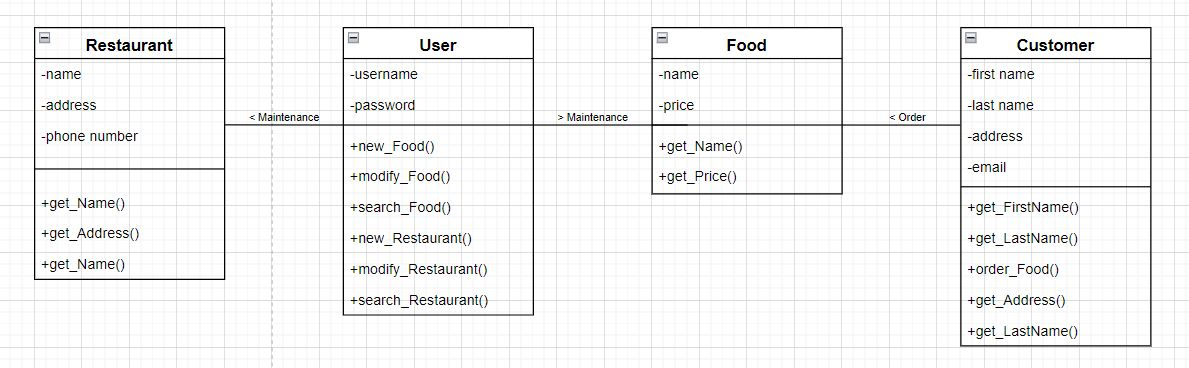 Restaurant
-name
-address
-phone number
+get_Name()
+get_Address()
+get_Name()
< Maintenance
User
-username
-password
+new_Food()
+modify_Food()
+search_Food()
+new_Restaurant()
+modify_Restaurant()
+search_Restaurant()
> Maintenance
Food
-name
-price
+get_Name()
+get_Price()
< Order
Customer
-first name
-last name
-address
-email
+get_FirstName()
+get_LastName()
+order_Food()
+get_Address()
+get_LastName()